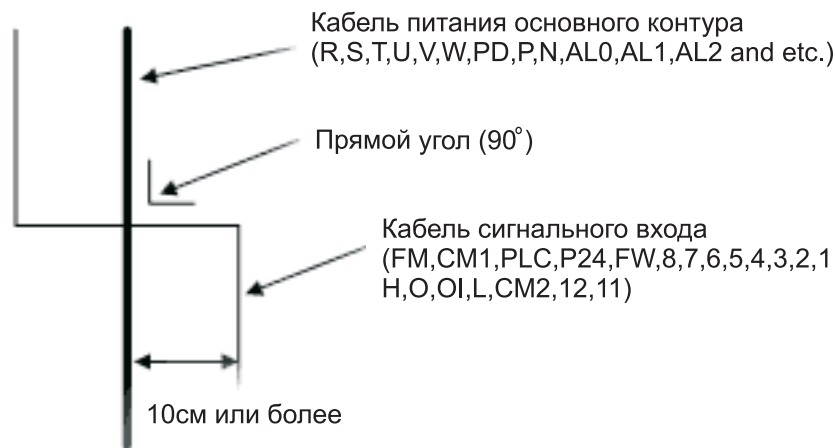 Кабель питания основного контура
(R,S,T,U,V,W,PD,P,N,AL0,AL1,AL2 and etc.)
Прямой угол (90°)
Кабель сигнального входа
(FM,CM1,PLC,P24,FW,8,7,6,5,4,3,2,1
H,O,OI,L,CM2,12,11)
10см или более